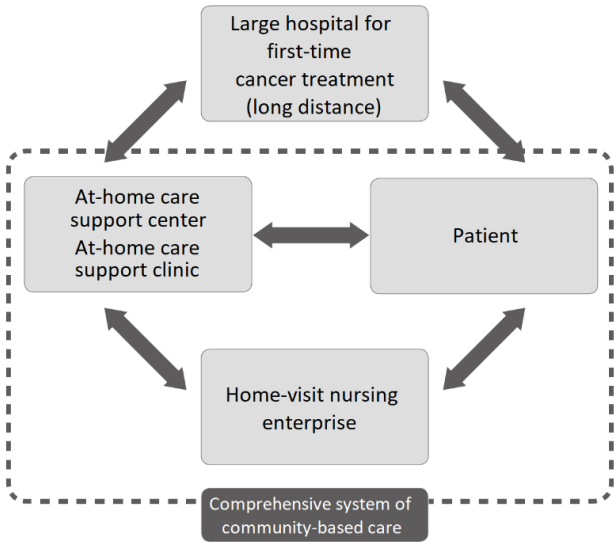 Large hospital for
first-time
cancer treatment
(long distance)
At-home care
support center
At-home care
support clinic
Patient
Home-visit nursing
enterprise
Comprehensive system of
community-based care